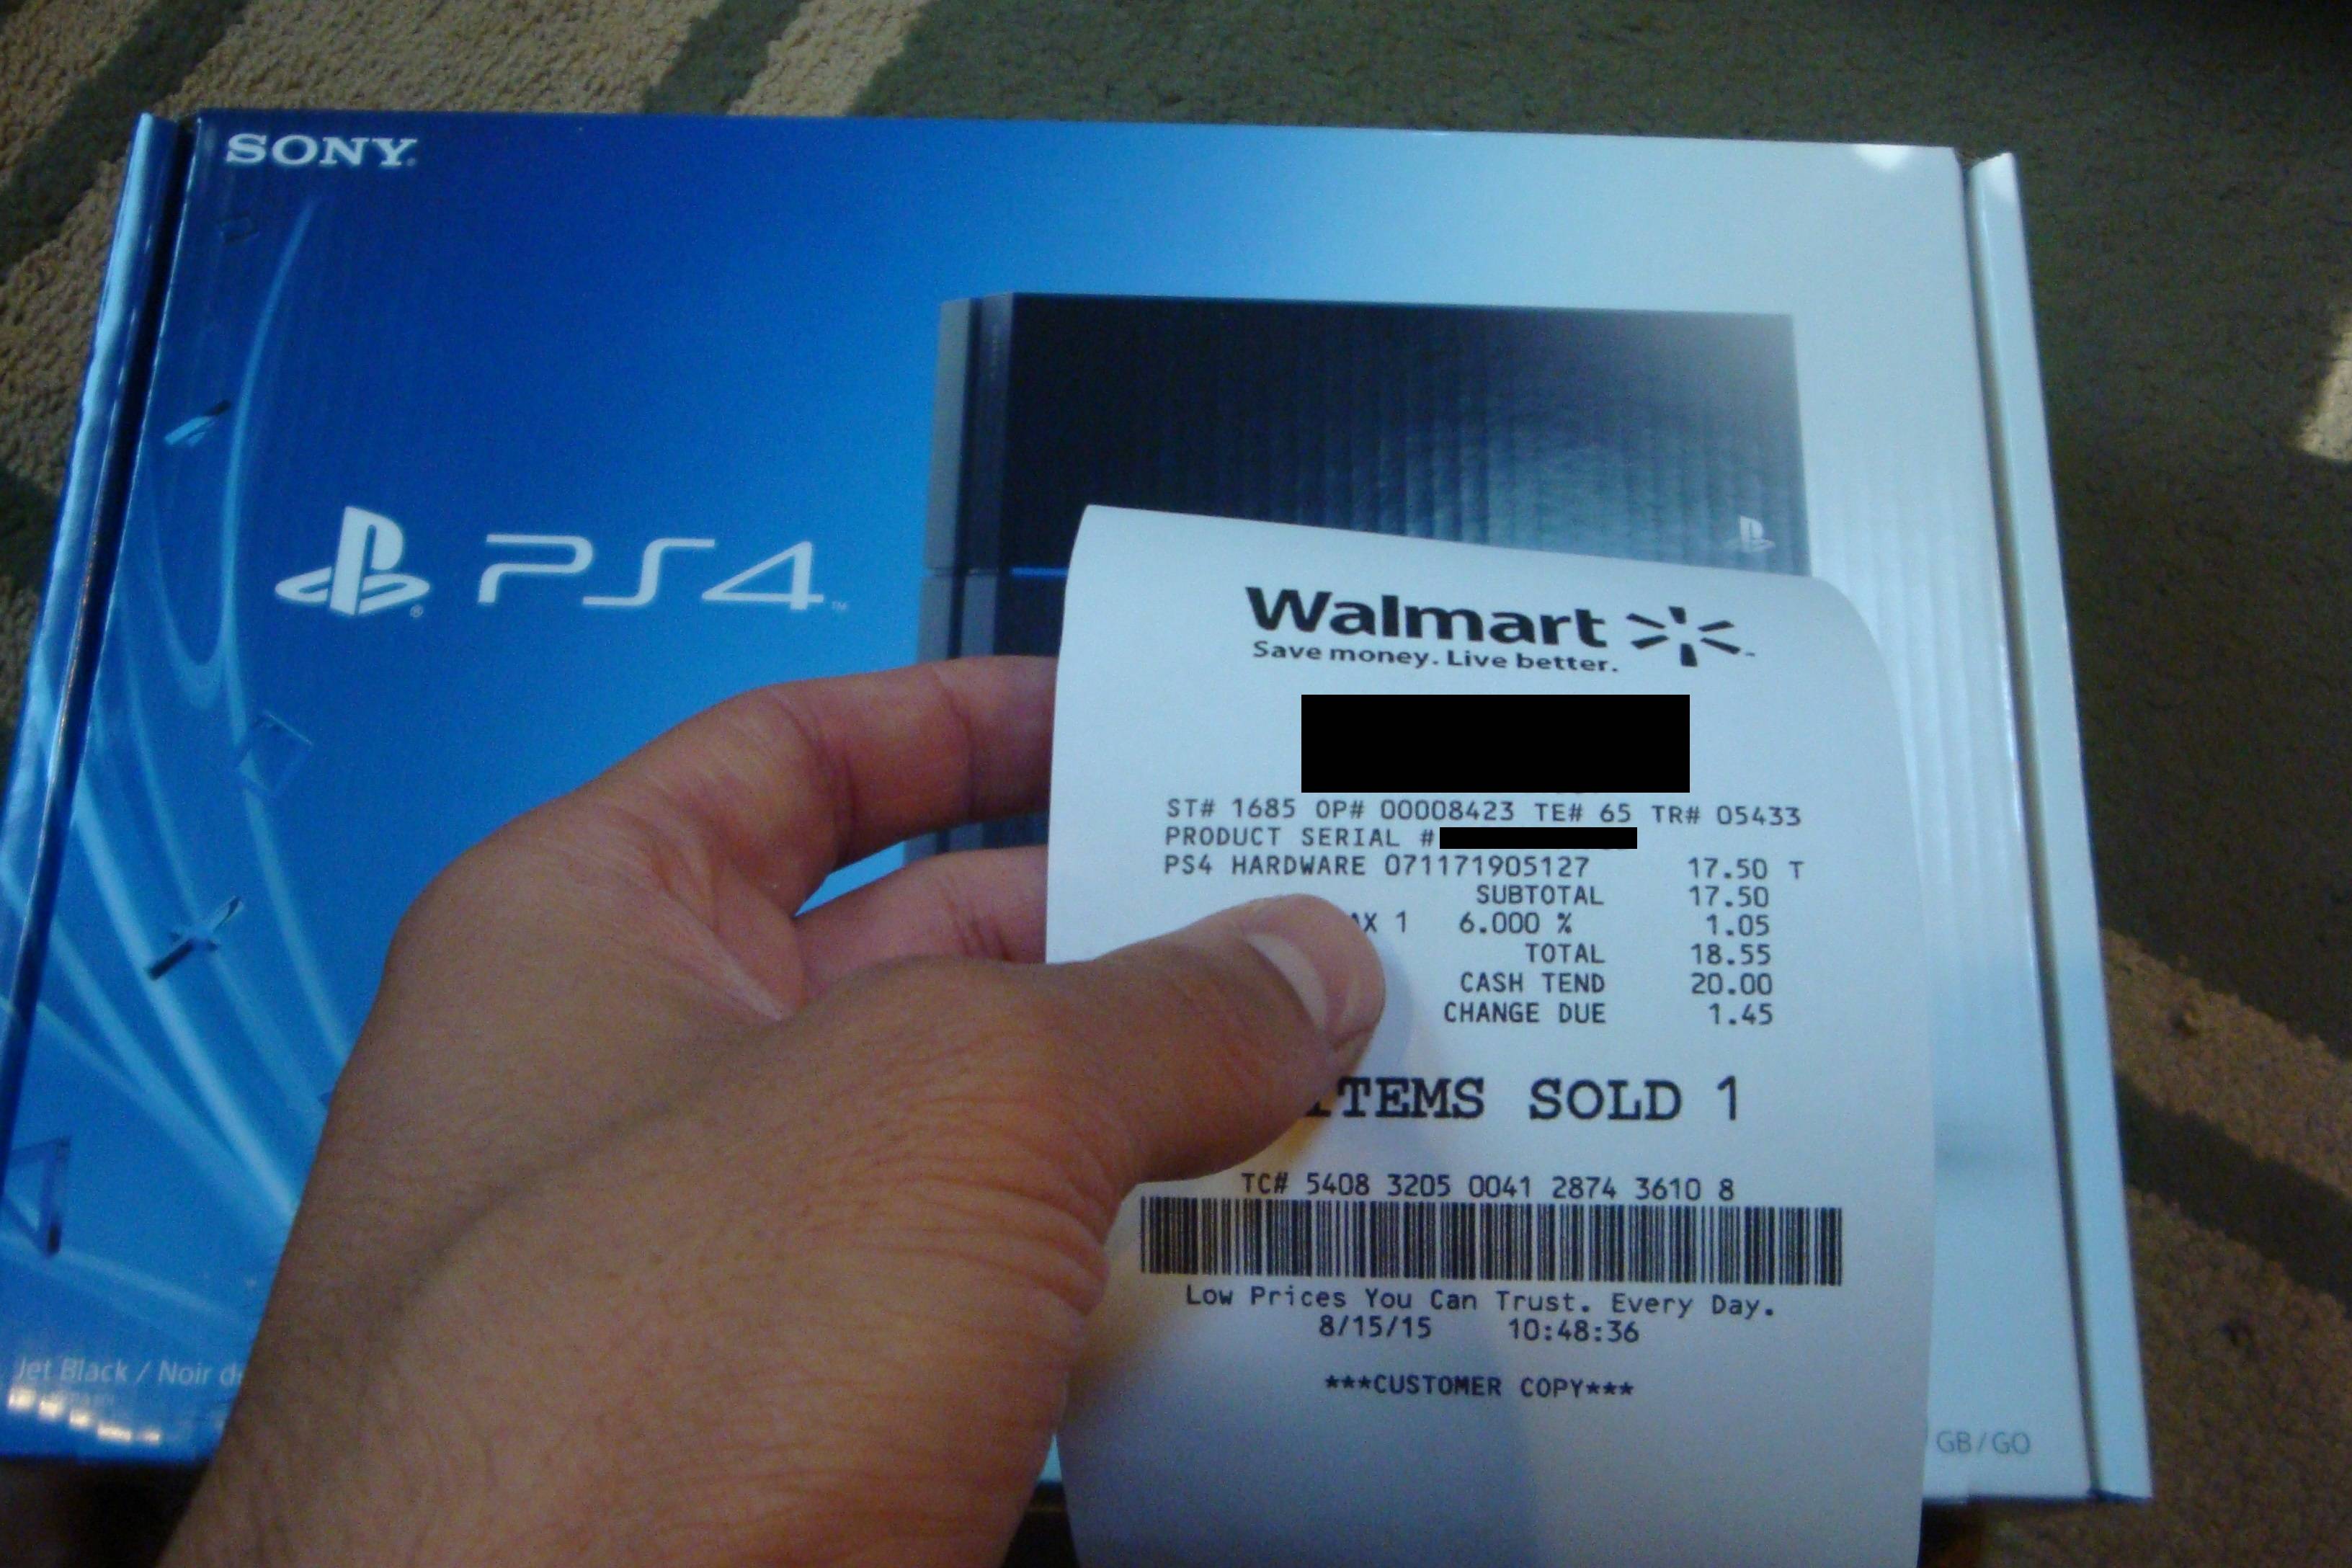 SONY
PS4™
Walmart
Save money. Live better.
ST# 1685 OP# 00008423 TE# 65 TR# 05433
PRODUCT SERIAL #
PS4 HARDWARE 071171905127 17.50 T
SUBTOTAL 17.50
AX 1 6.000 % 1.05
TOTAL 18.55
CASH TEND 20.00
CHANGE DUE 1.45
ITEMS SOLD 1
TC# 5408 3205 0041 2874 3610 8
Low Prices You Can Trust. Every Day.
8/15/15 10:48:36
***CUSTOMER COPY***
Jet Black / Noir de
GB/GO